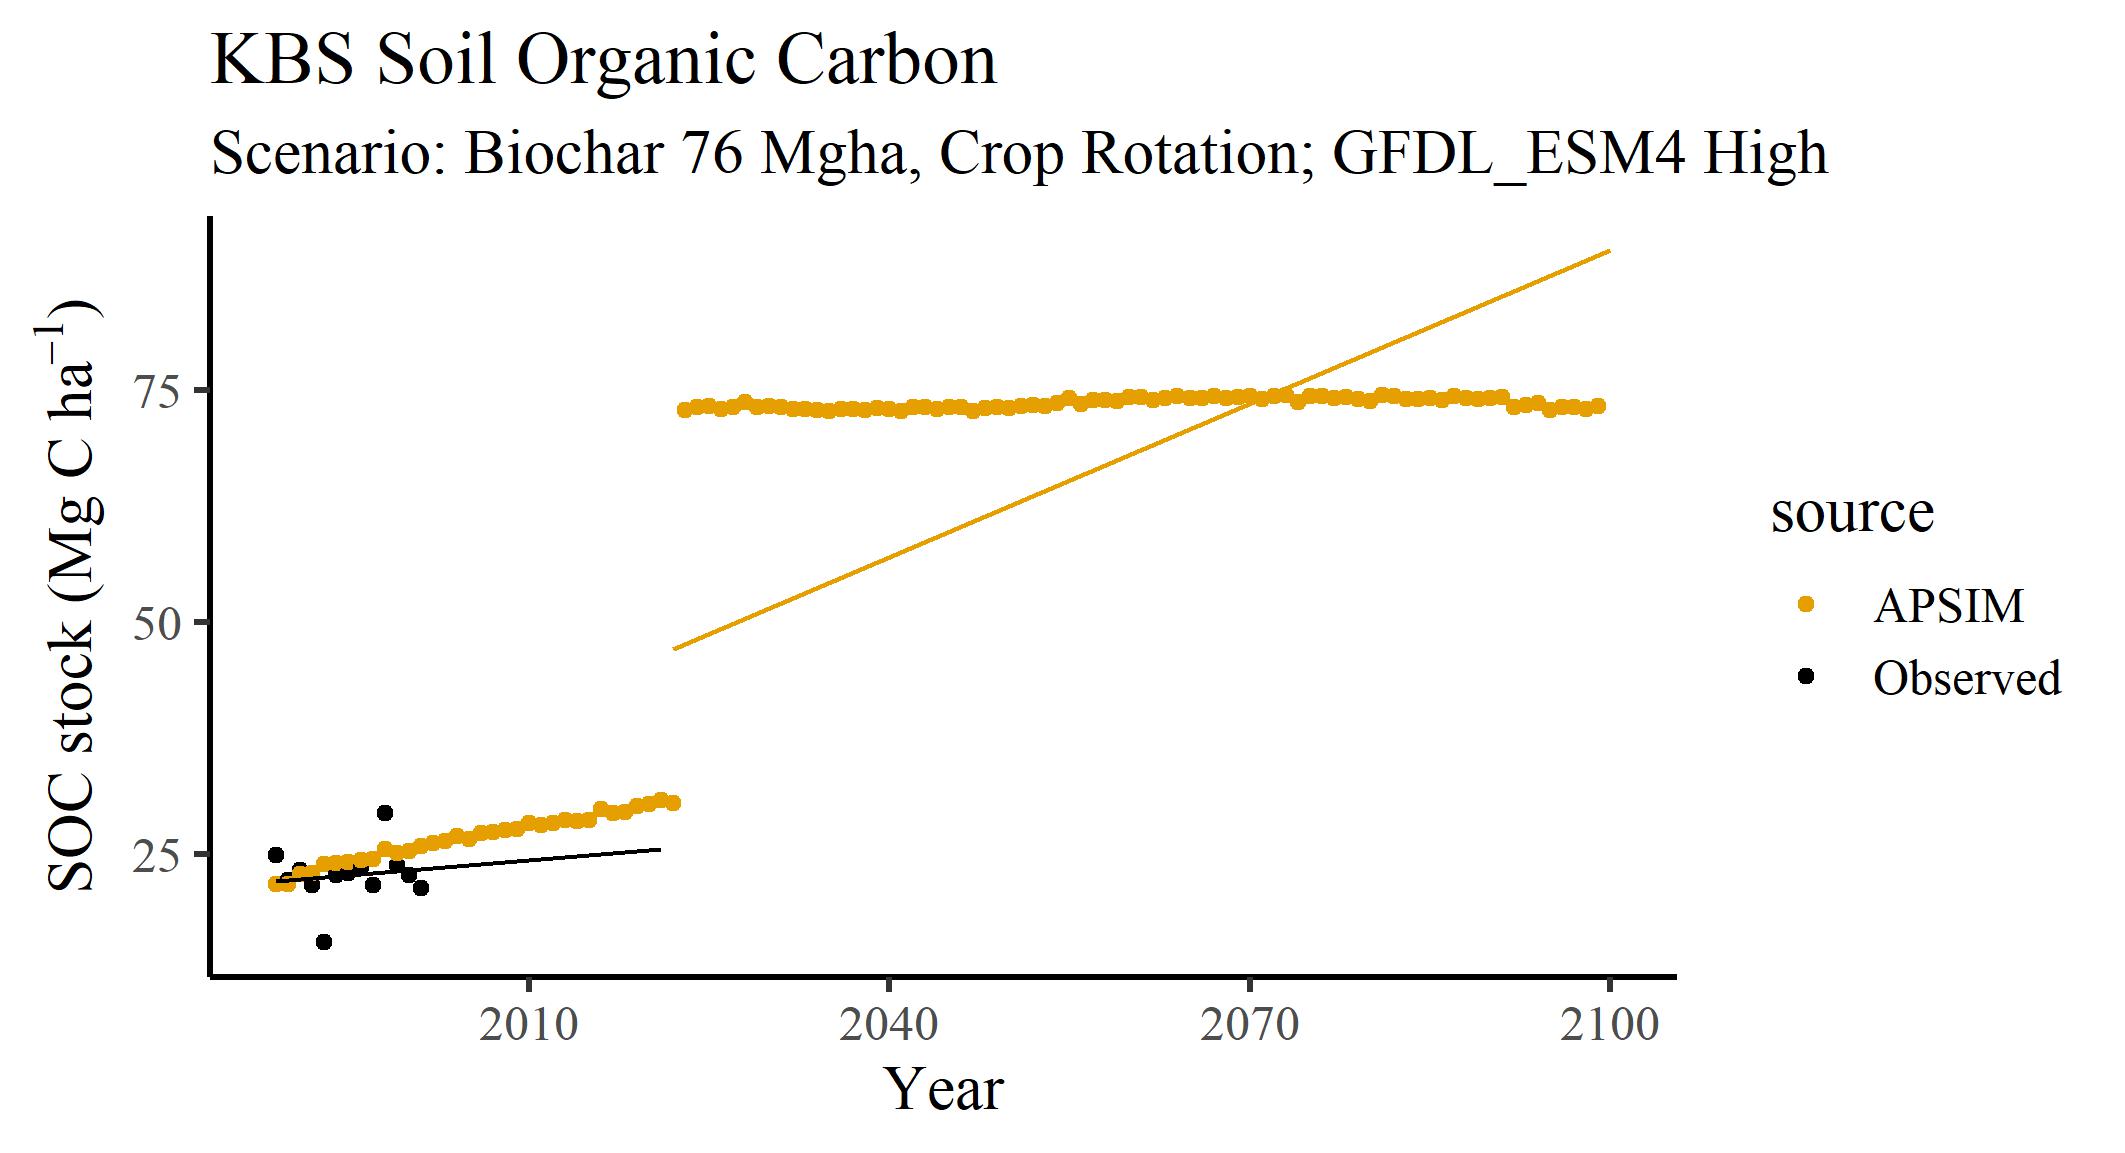 KBS Soil Organic Carbon
Scenario: Biochar 76 Mgha, Crop Rotation; GFDL_ESM4 High
SOC stock (Mg C ha⁻¹)
75
50
25
2010 2040 2070 2100
Year
source
APSIM
Observed